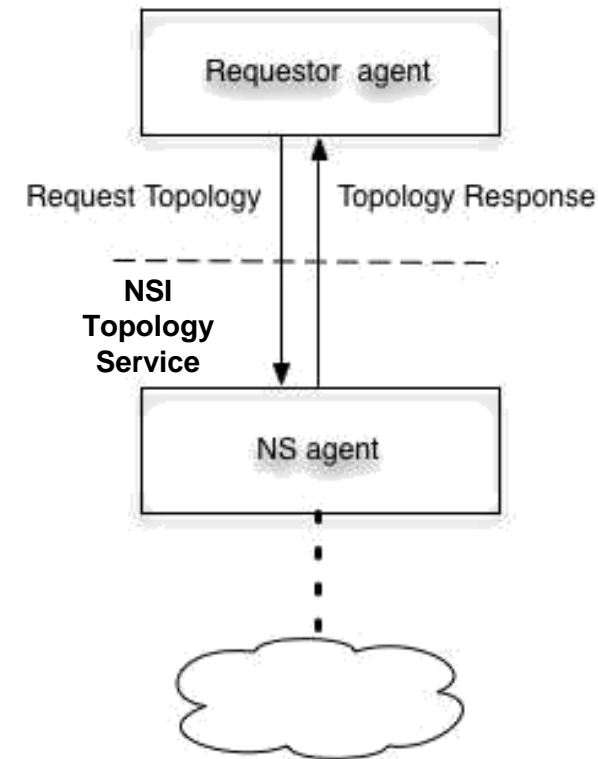 Requestor agent
Request Topology
Topology Response
NSI
Topology
Service
NS agent